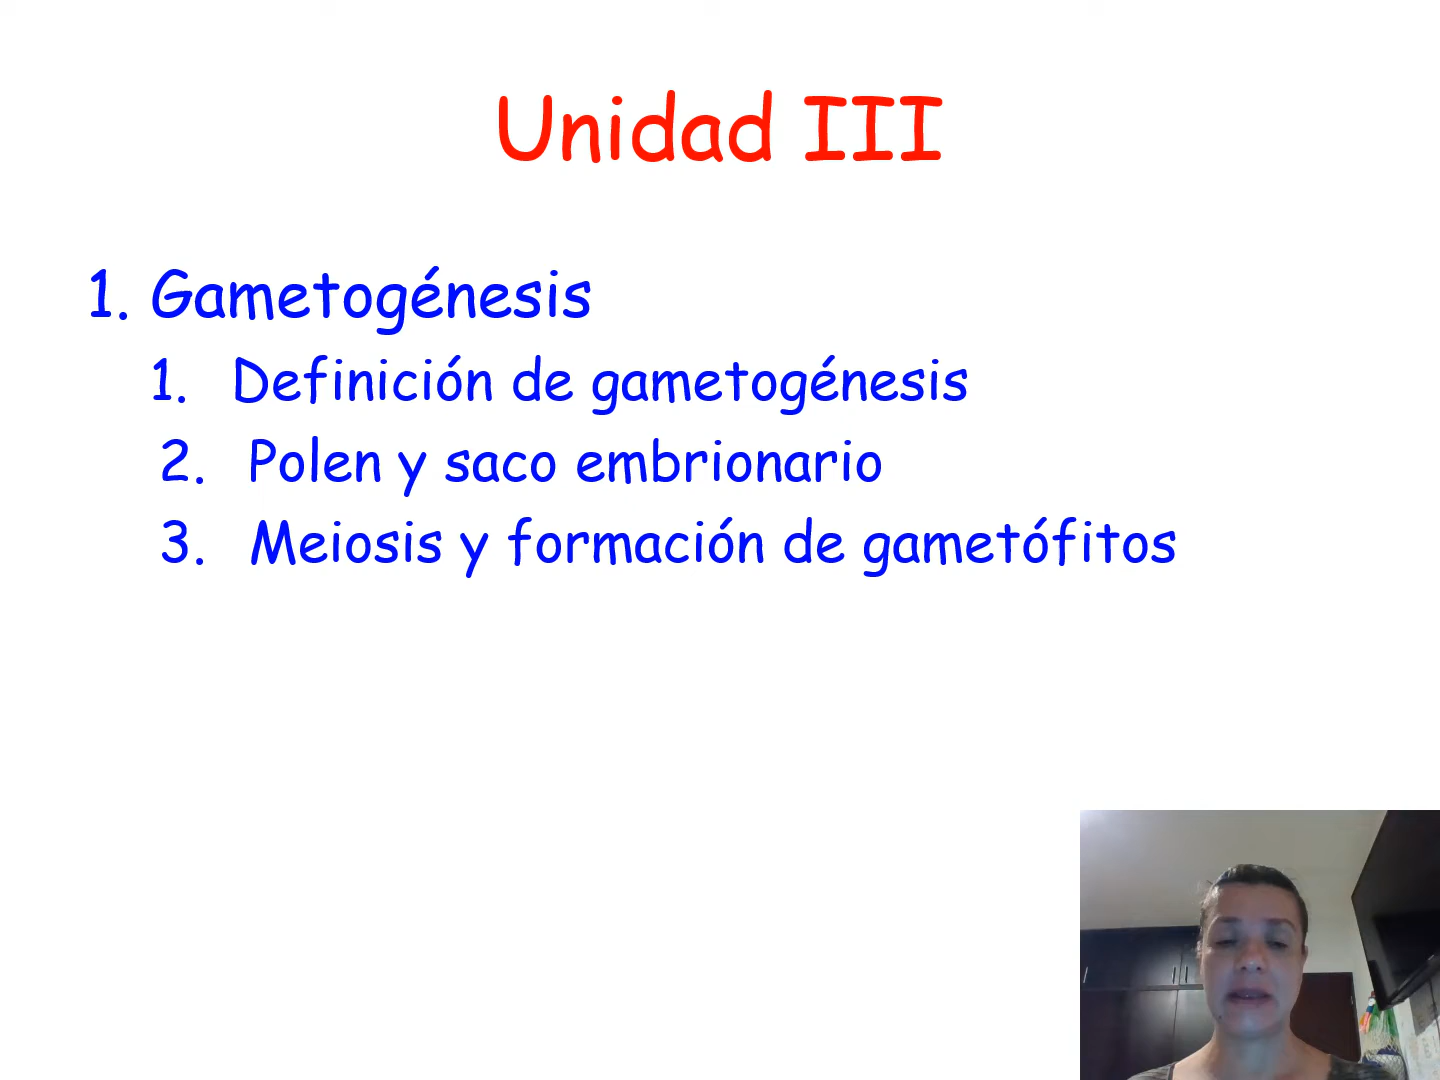 Unidad III
1. Gametogénesis
1. Definición de gametogénesis
2. Polen y saco embrionario
3. Meiosis y formación de gametófitos